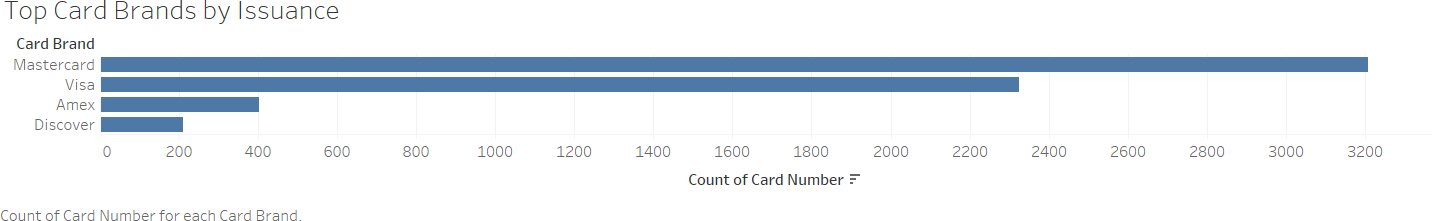 Top Card Brands by Issuance
Card Brand
Mastercard
Visa
Amex
Discover
0 200 400 600 800 1000 1200 1400 1600 1800 2000 2200 2400 2600 2800 3000 3200
Count of Card Number
Count of Card Number for each Card Brand.